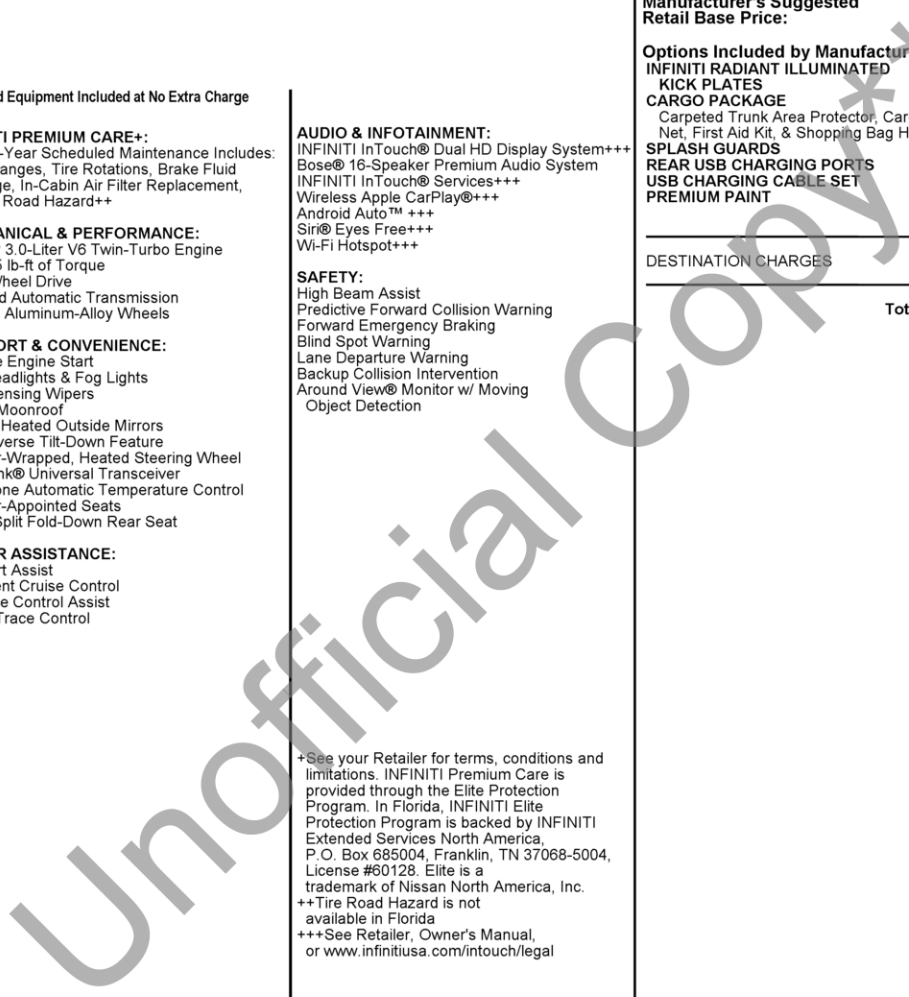 d Equipment Included at No Extra Charge
TI PREMIUM CARE+:
-Year Scheduled Maintenance Includes:
anges, Tire Rotations, Brake Fluid
ge, In-Cabin Air Filter Replacement,
Road Hazard++
ANICAL & PERFORMANCE:
3.0-Liter V6 Twin-Turbo Engine
lb-ft of Torque
heel Drive
d Automatic Transmission
Aluminum-Alloy Wheels
ORT & CONVENIENCE:
e Engine Start
eadlights & Fog Lights
ensing Wipers
Moonroof
Heated Outside Mirrors
verse Tilt-Down Feature
r-Wrapped, Heated Steering Wheel
nk® Universal Transceiver
one Automatic Temperature Control
r-Appointed Seats
Split Fold-Down Rear Seat
R ASSISTANCE:
rt Assist
ent Cruise Control
e Control Assist
Trace Control
AUDIO & INFOTAINMENT:
INFINITI InTouch® Dual HD Display System+++
Bose® 16-Speaker Premium Audio System
INFINITI InTouch® Services+++
Wireless Apple CarPlay®+++
Android Auto™ +++
Siri® Eyes Free+++
Wi-Fi Hotspot+++
SAFETY:
High Beam Assist
Predictive Forward Collision Warning
Forward Emergency Braking
Blind Spot Warning
Lane Departure Warning
Backup Collision Intervention
Around View® Monitor w/ Moving
Object Detection
+See your Retailer for terms, conditions and
limitations. INFINITI Premium Care is
provided through the Elite Protection
Program. In Florida, INFINITI Elite
Protection Program is backed by INFINITI
Extended Services North America,
P.O. Box 685004, Franklin, TN 37068-5004,
License #60128. Elite is a
trademark of Nissan North America, Inc.
++Tire Road Hazard is not
available in Florida
+++See Retailer, Owner's Manual,
or www.infinitiusa.com/intouch/legal
Manufacturer's Suggested
Retail Base Price:
Options Included by Manufactur
INFINITI RADIANT ILLUMINATED
KICK PLATES
CARGO PACKAGE
Carpeted Trunk Area Protector, Car
Net, First Aid Kit, & Shopping Bag H
SPLASH GUARDS
REAR USB CHARGING PORTS
USB CHARGING CABLE SET
PREMIUM PAINT
DESTINATION CHARGES
Tot
Unofficial Copy**